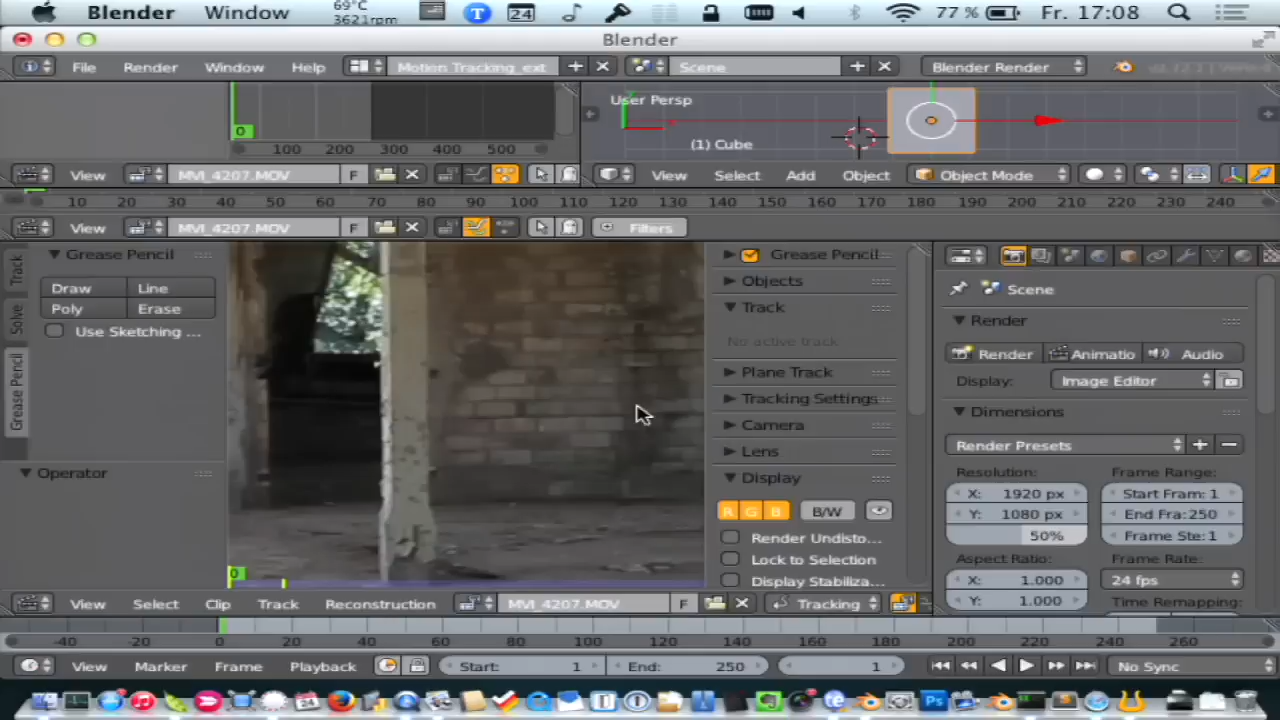 Blender Window 69°C 3621rpm T 24 77 % Fr. 17:08
Blender
File Render Window Help Motion Tracking_ext Scene Blender Render
User Persp
0
100 200 300 400 500
(1) Cube
View MVI_4207.MOV F View Select Add Object Object Mode
10 20 30 40 50 60 70 80 90 100 110 120 130 140 150 160 170 180 190 200 210 220 230 240
View MVI_4207.MOV F Filters
Track
Solve
Grease Pencil
Grease Pencil
Draw Line
Poly Erase
Use Sketching ...
Operator
0
Grease Pencil
Objects
Track
No active track
Plane Track
Tracking Settings
Camera
Lens
Display
R G B B/W
Render Undisto...
Lock to Selection
Display Stabiliza...
Scene
Render
Render Animatio Audio
Display: Image Editor
Dimensions
Render Presets
Resolution: Frame Range:
X: 1920 px Start Fram: 1
Y: 1080 px End Fra:250
50% Frame Ste:1
Aspect Ratio: Frame Rate:
X: 1.000 24 fps
Y: 1.000 Time Remapping:
View Select Clip Track Reconstruction MVI_4207.MOV F Tracking
-40 -20 0 20 40 60 80 100 120 140 160 180 200 220 240 260
View Marker Frame Playback Start: 1 End: 250 1 No Sync